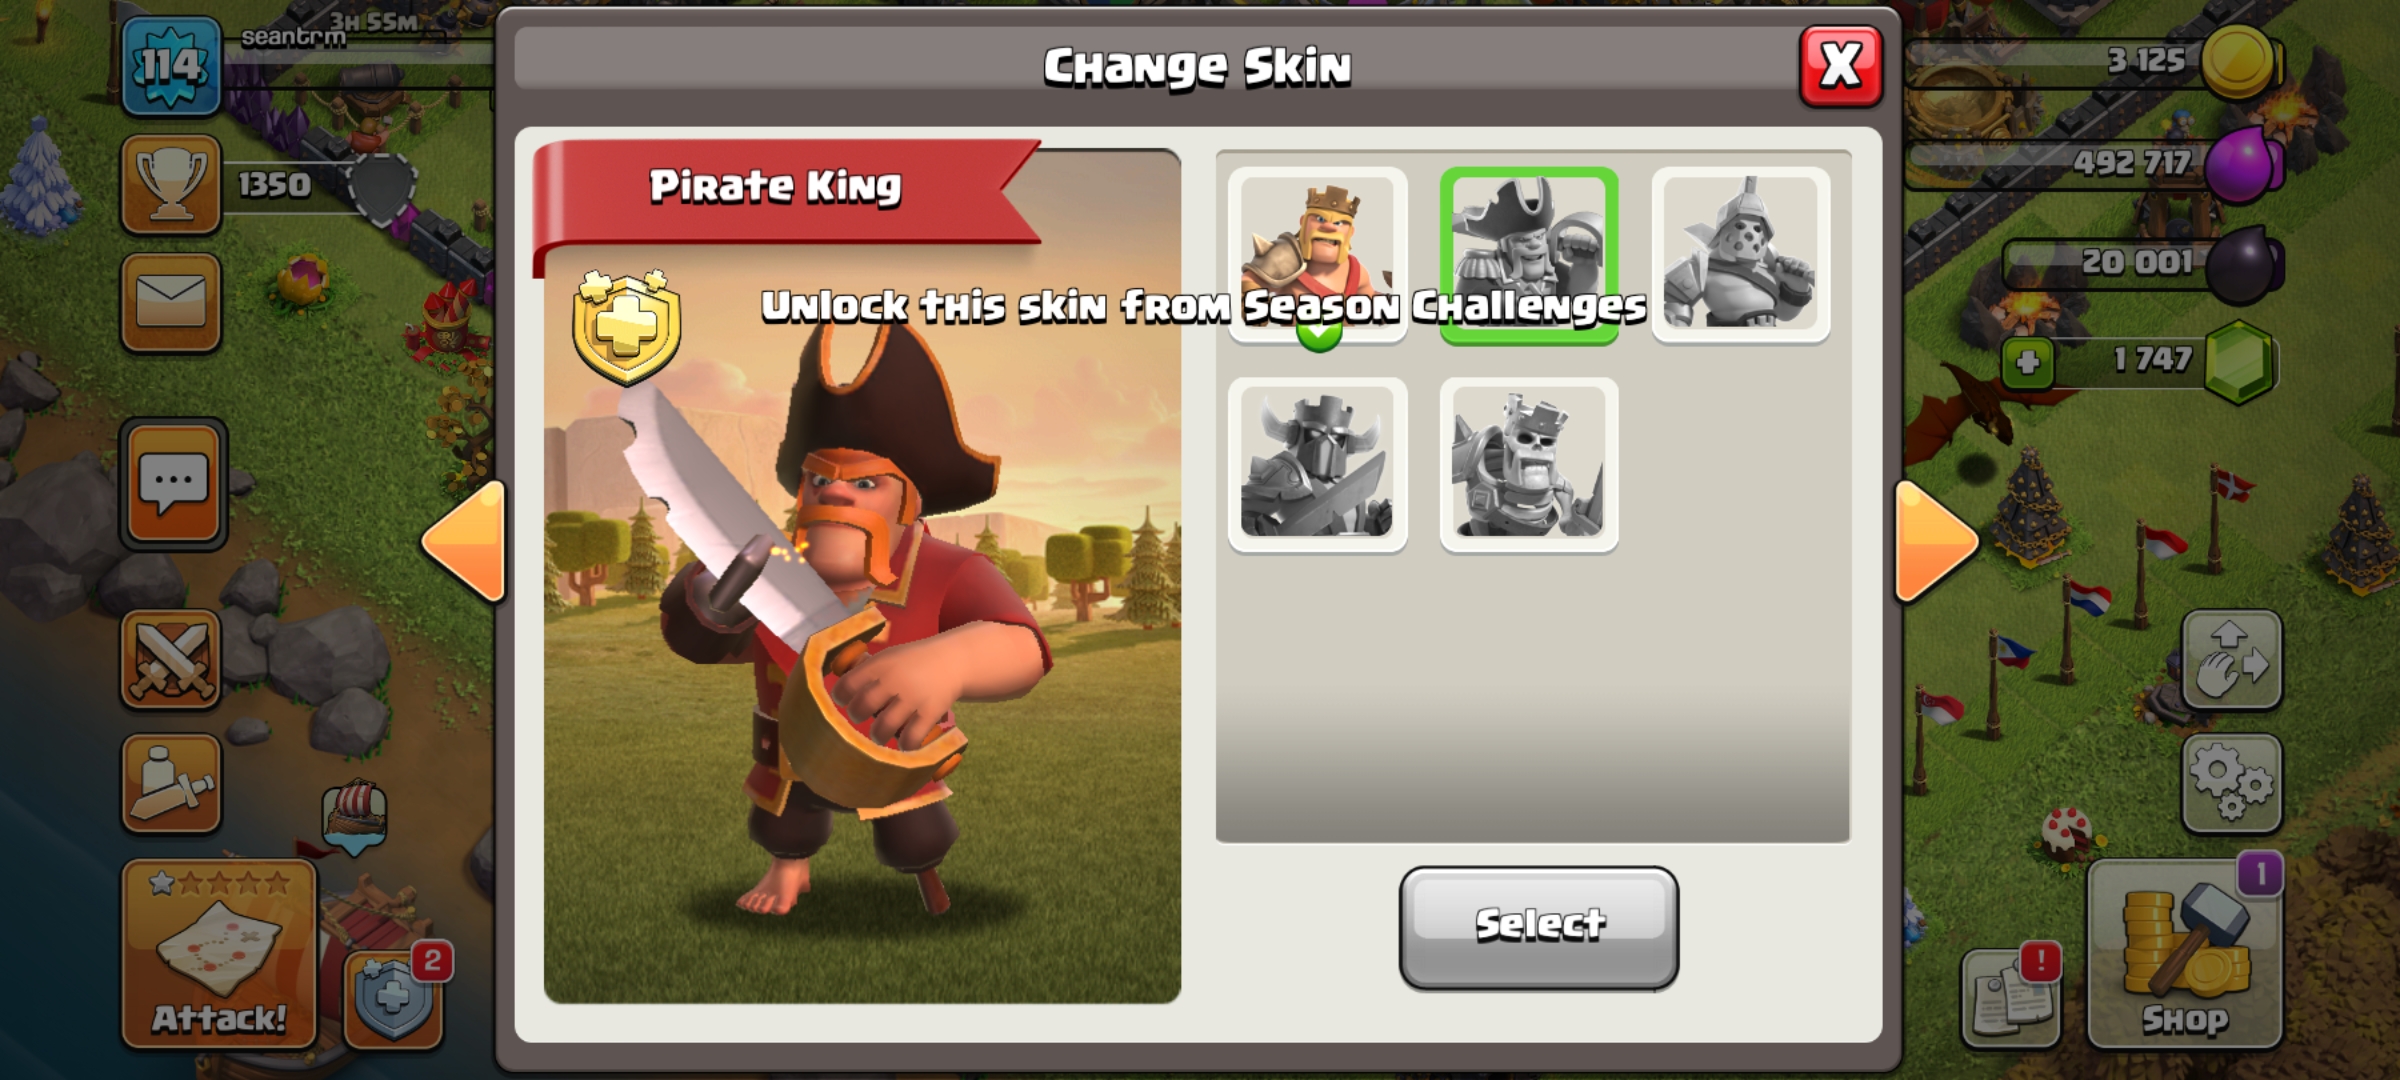 3H 55M
seantrm
114
1350
Change Skin
X
3 125
492 717
20 001
1 747
Pirate King
Unlock this skin from Season Challenges
Select
Attack!
2
1
!
Shop